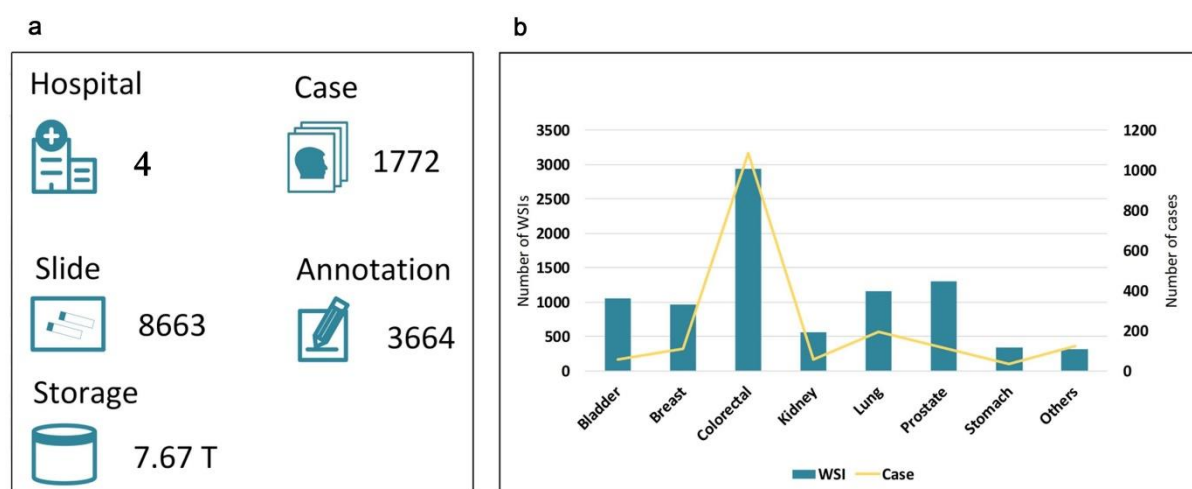 a
Hospital
4
Case
1772
Slide
8663
Annotation
3664
Storage
7.67 T
b
Number of WSIs
3500
3000
2500
2000
1500
1000
500
0
1200
1000
800
600
400
200
0
Number of cases
Bladder
Breast
Colorectal
Kidney
Lung
Prostate
Stomach
Others
WSI Case